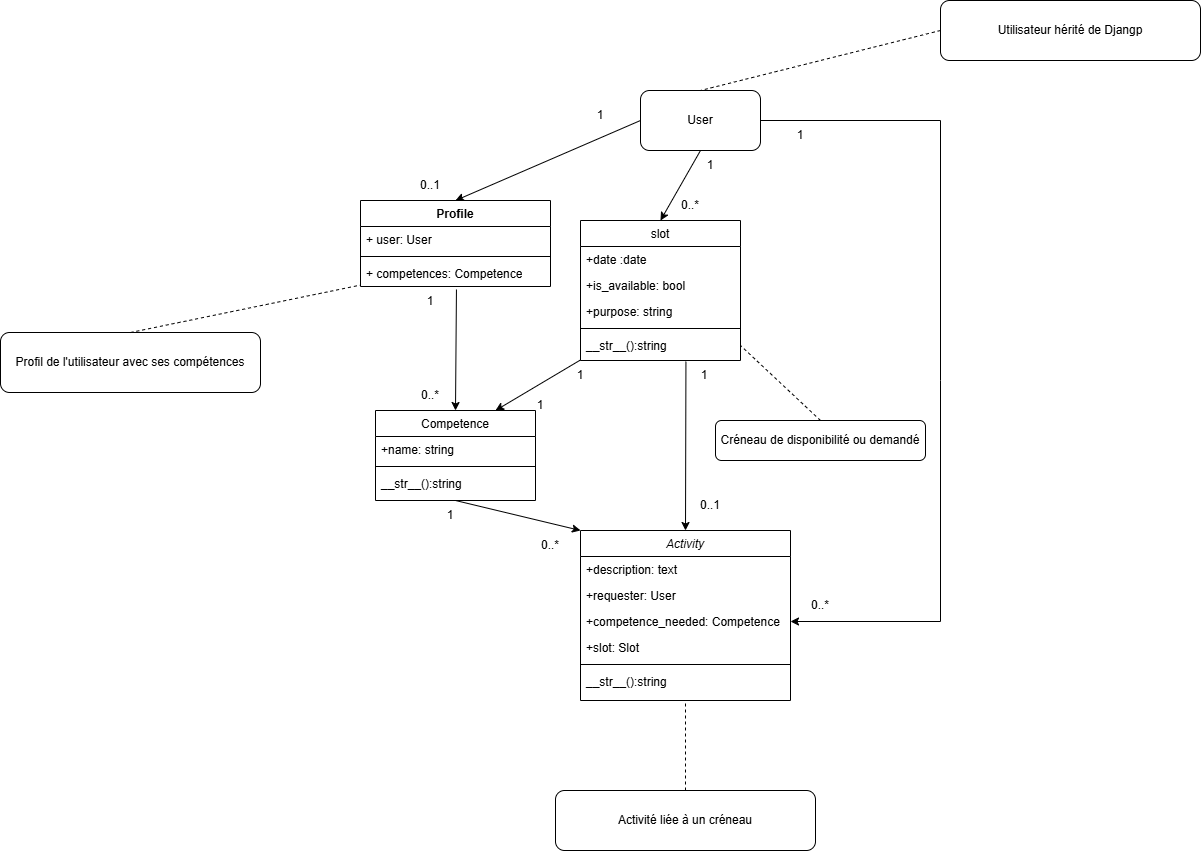 Utilisateur hérité de Djangp
User
1
1
1
0..1
0..*
Profile
+ user: User
+ competences: Competence
slot
+date :date
+is_available: bool
+purpose: string
__str__():string
1
Profil de l'utilisateur avec ses compétences
1
1
0..*
1
Competence
+name: string
__str__():string
Créneau de disponibilité ou demandé
1
0..1
0..*
Activity
+description: text
+requester: User
+competence_needed: Competence
+slot: Slot
__str__():string
0..*
Activité liée à un créneau